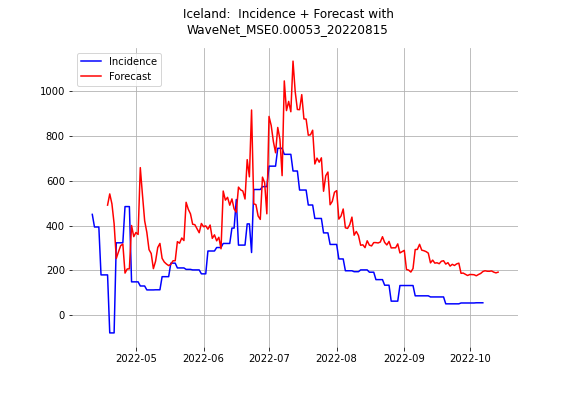 Iceland:  Incidence + Forecast with
WaveNet_MSE0.00053_20220815
Incidence
Forecast
1000
800
600
400
200
0
2022-05 2022-06 2022-07 2022-08 2022-09 2022-10